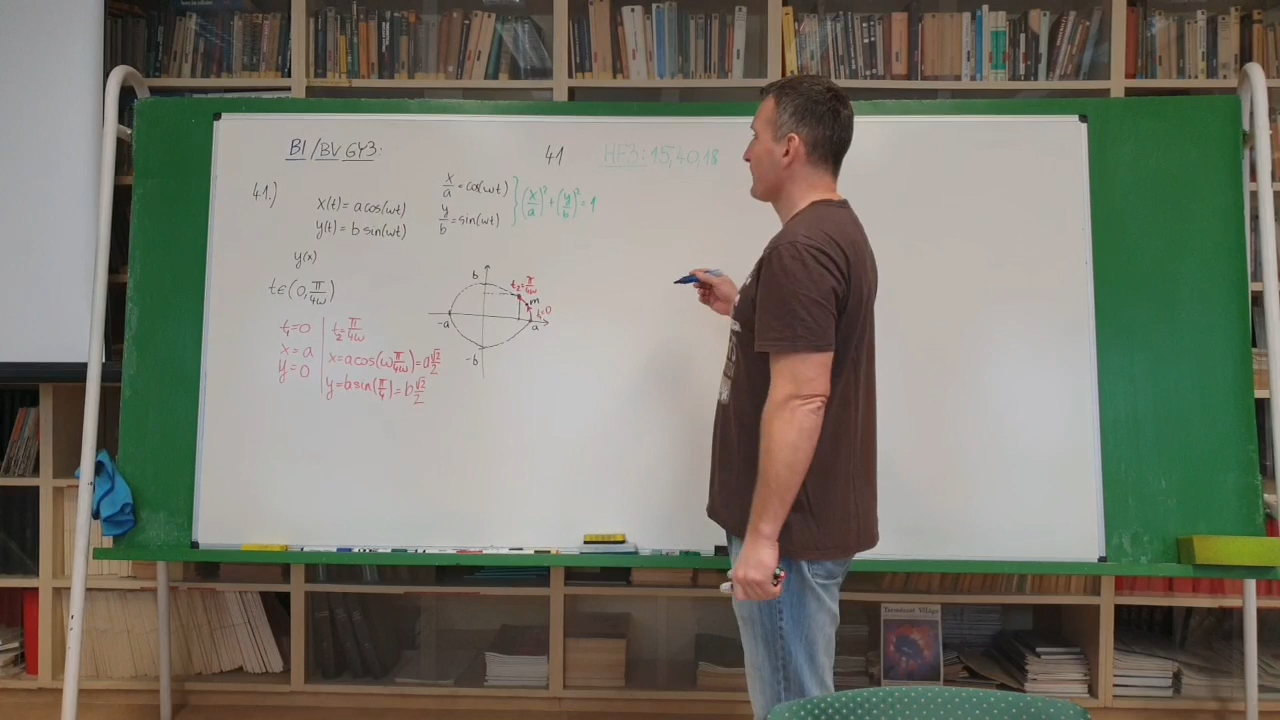 BI/BV GY3:
41
HF3: 15, 40, 18
41.)
x(t) = a cos(ωt)
y(t) = b sin(ωt)
x/a = cos(ωt)
y/b = sin(ωt)
} (x/a)² + (y/b)² = 1
y(x)
t ∈ (0, π/4ω)
t₁ = 0
x = a
y = 0
t₂ = π/4ω
x = a cos(ω π/4ω) = a √2/2
y = b sin(π/4) = b √2/2
b
t₂ = π/4ω
m
t₁ = 0
-a
a
-b
Természet Világa